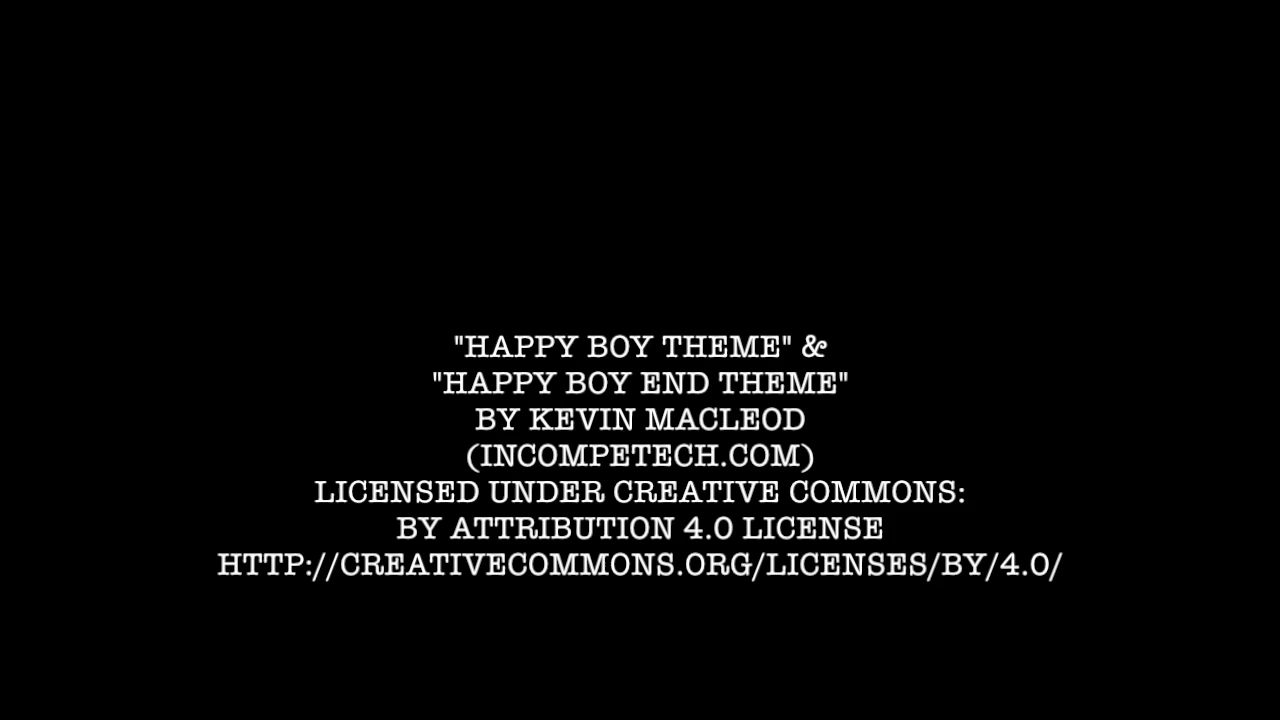 "HAPPY BOY THEME" &
"HAPPY BOY END THEME"
BY KEVIN MACLEOD
(INCOMPETECH.COM)
LICENSED UNDER CREATIVE COMMONS:
BY ATTRIBUTION 4.0 LICENSE
HTTP://CREATIVECOMMONS.ORG/LICENSES/BY/4.0/